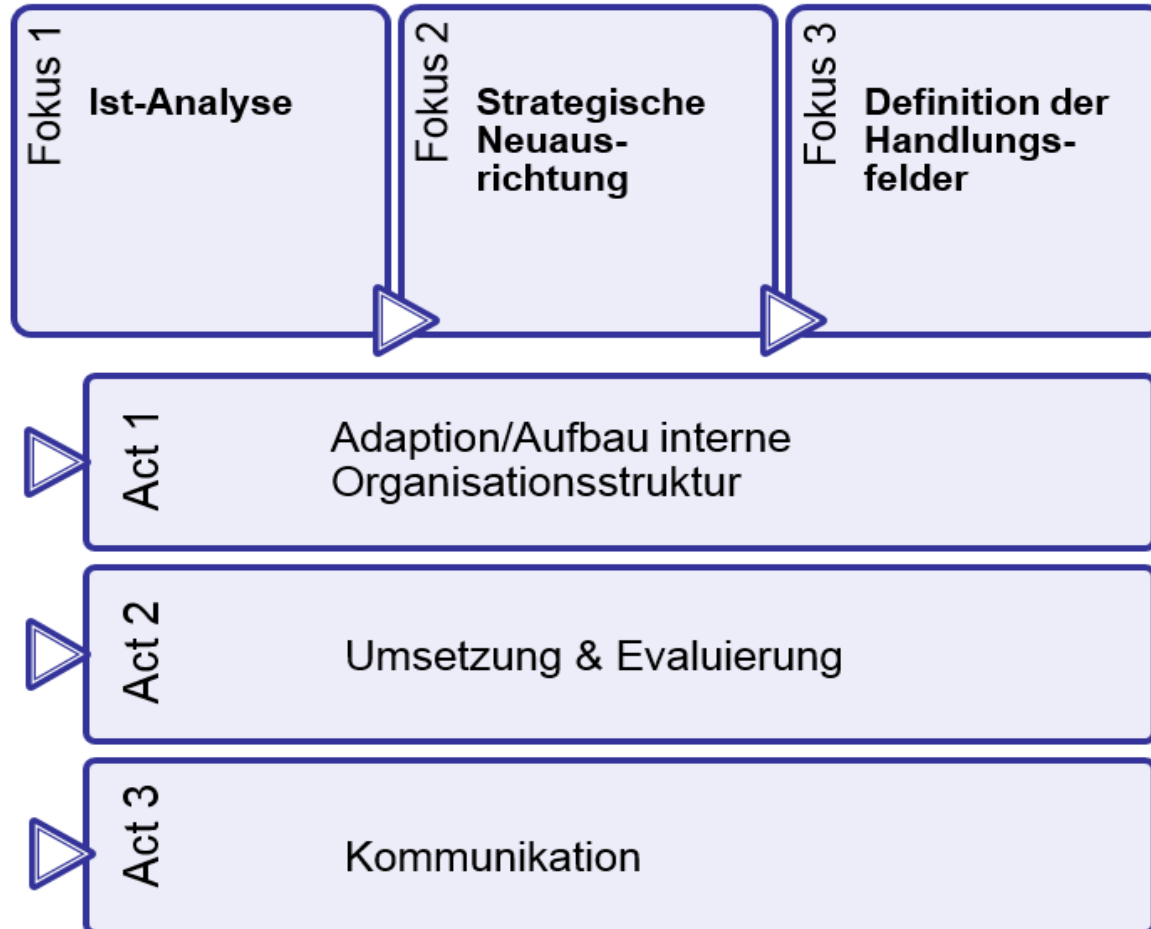 Fokus 1
Ist-Analyse
Fokus 2
Strategische
Neuaus-
richtung
Fokus 3
Definition der
Handlungs-
felder
Act 1
Adaption/Aufbau interne
Organisationsstruktur
Act 2
Umsetzung & Evaluierung
Act 3
Kommunikation